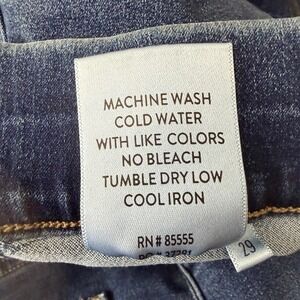 MACHINE WASH
COLD WATER
WITH LIKE COLORS
NO BLEACH
TUMBLE DRY LOW
COOL IRON
RN# 85555
29